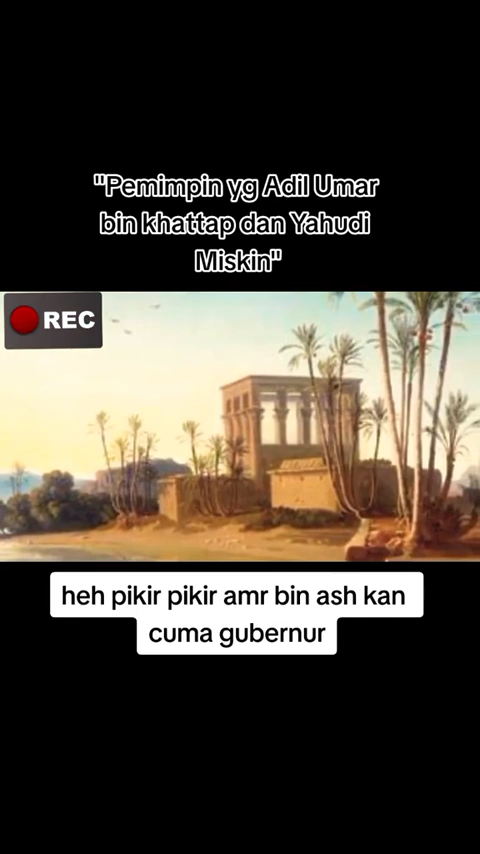 "Pemimpin yg Adil Umar
bin khattap dan Yahudi
Miskin"
REC
heh pikir pikir amr bin ash kan
cuma gubernur